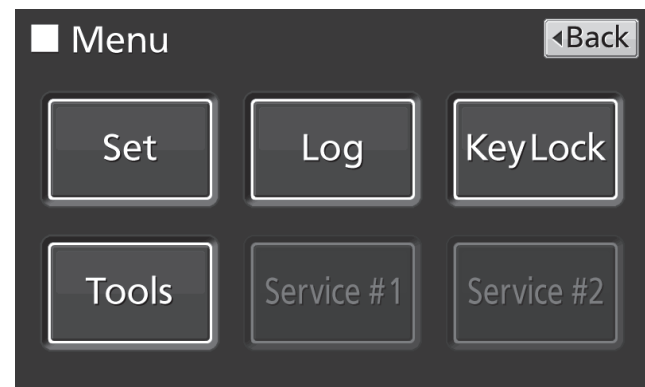 Menu
◂Back
Set
Log
KeyLock
Tools
Service #1
Service #2